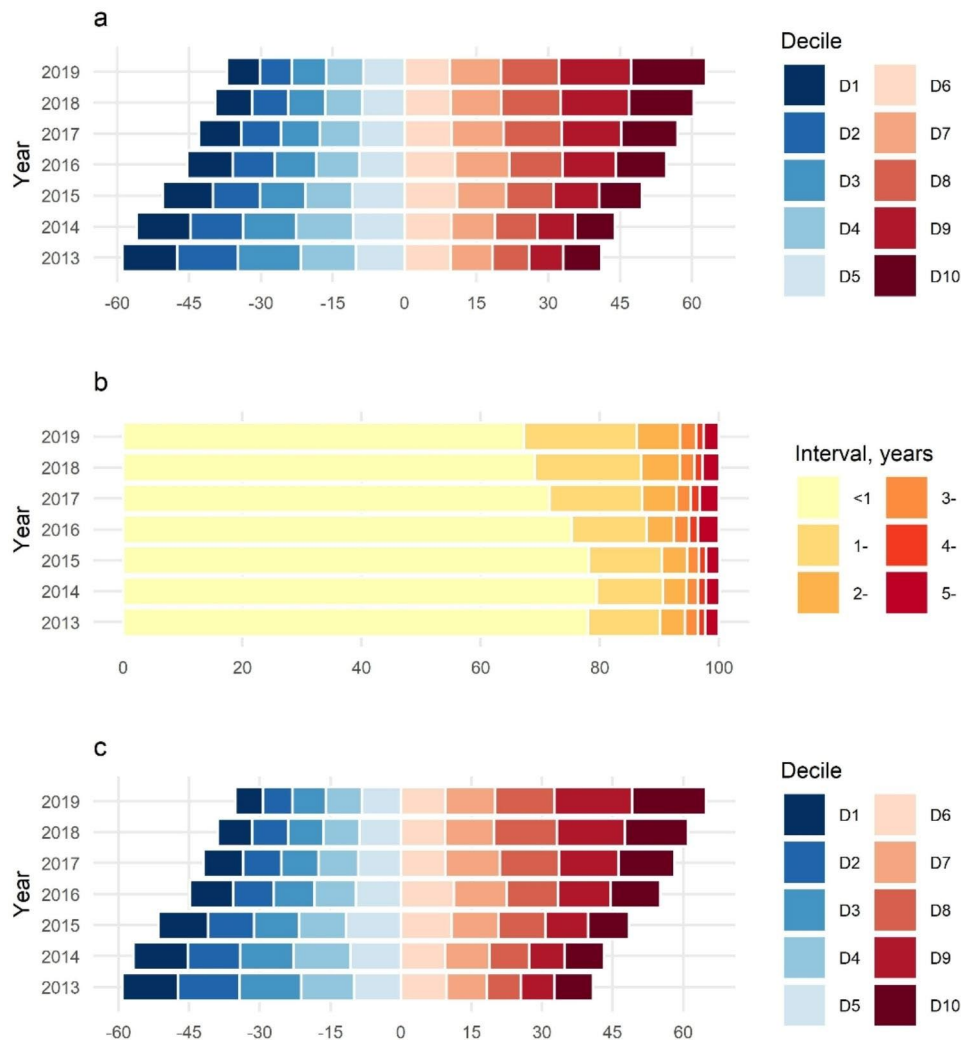 a
Year
2019
2018
2017
2016
2015
2014
2013
-60 -45 -30 -15 0 15 30 45 60
Decile
D1 D6
D2 D7
D3 D8
D4 D9
D5 D10
b
Year
2019
2018
2017
2016
2015
2014
2013
0 20 40 60 80 100
Interval, years
<1 3-
1- 4-
2- 5-
c
Year
2019
2018
2017
2016
2015
2014
2013
-60 -45 -30 -15 0 15 30 45 60
Decile
D1 D6
D2 D7
D3 D8
D4 D9
D5 D10